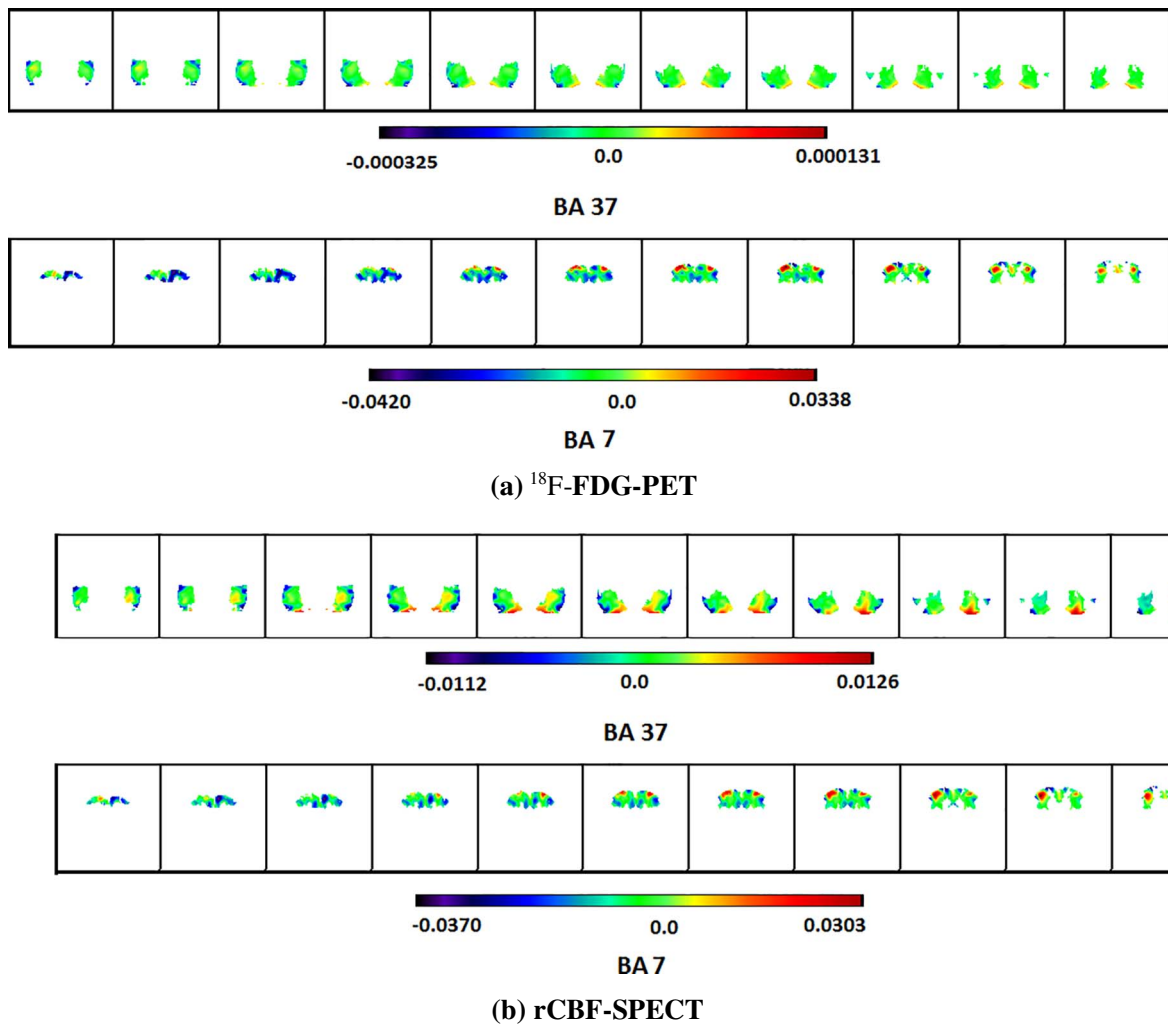 -0.000325 0.0 0.000131
BA 37
-0.0420 0.0 0.0338
BA 7
(a) ¹⁸F-FDG-PET
-0.0112 0.0 0.0126
BA 37
-0.0370 0.0 0.0303
BA 7
(b) rCBF-SPECT